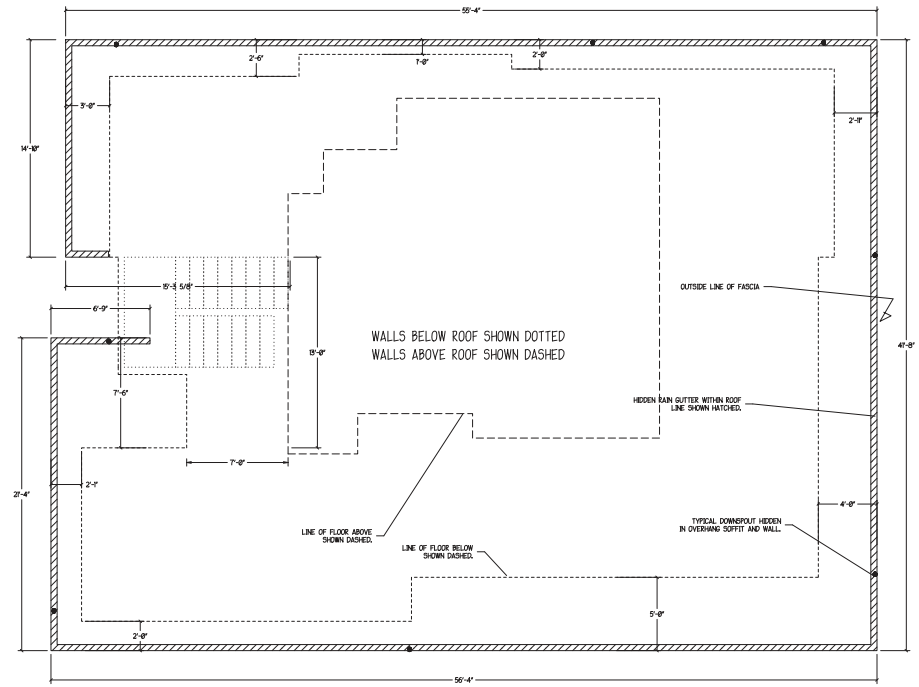 55'-4"
2'-6"
1'-0"
2'-0"
3'-0"
2'-11"
14'-10"
15'-3 5/8"
OUTSIDE LINE OF FASCIA
6'-9"
WALLS BELOW ROOF SHOWN DOTTED
WALLS ABOVE ROOF SHOWN DASHED
13'-0"
41'-8"
7'-6"
HIDDEN RAIN GUTTER WITHIN ROOF
LINE SHOWN HATCHED.
7'-0"
2'-1"
21'-4"
4'-0"
TYPICAL DOWNSPOUT HIDDEN
IN OVERHANG SOFFIT AND WALL.
LINE OF FLOOR ABOVE
SHOWN DASHED.
LINE OF FLOOR BELOW
SHOWN DASHED.
5'-0"
2'-0"
56'-4"